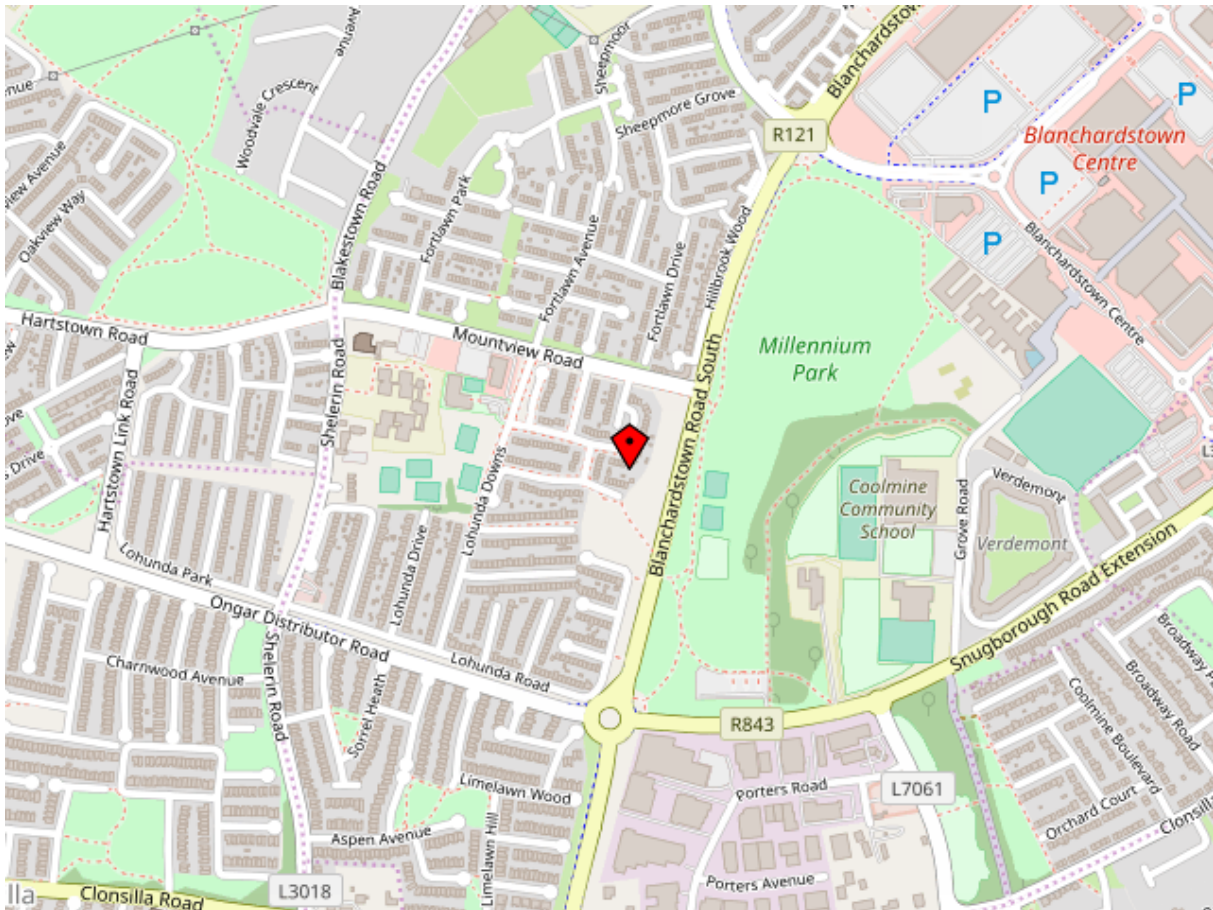 Avenue
Woodvale Crescent
Sheepmoor
Sheepmore Grove
Blanchardstown
R121
P
P
Blanchardstown
Centre
P
P
Oakview Way
view Avenue
Blakestown Road
Fortlawn Park
Fortlawn Avenue
Fortlawn Drive
Hillbrook Wood
Blanchardstown Centre
Hartstown Road
Mountview Road
Millennium
Park
Shelerin Road
Hartstown Link Road
Blanchardstown Road South
s Drive
Lohunda Downs
Coolmine
Community
School
Grove Road
Verdemont
Verdemont
Lohunda Park
Lohunda Drive
Ongar Distributor Road
Snugborough Road Extension
Charnwood Avenue
Shelerin Road
Sorrel Heath
Lohunda Road
R843
Broadway Road
Coolmine Boulevard
Limelawn Wood
Porters Road
L7061
Orchard Court
Aspen Avenue
Limelawn Hill
Porters Avenue
Clonsilla
lla
Clonsilla Road
L3018